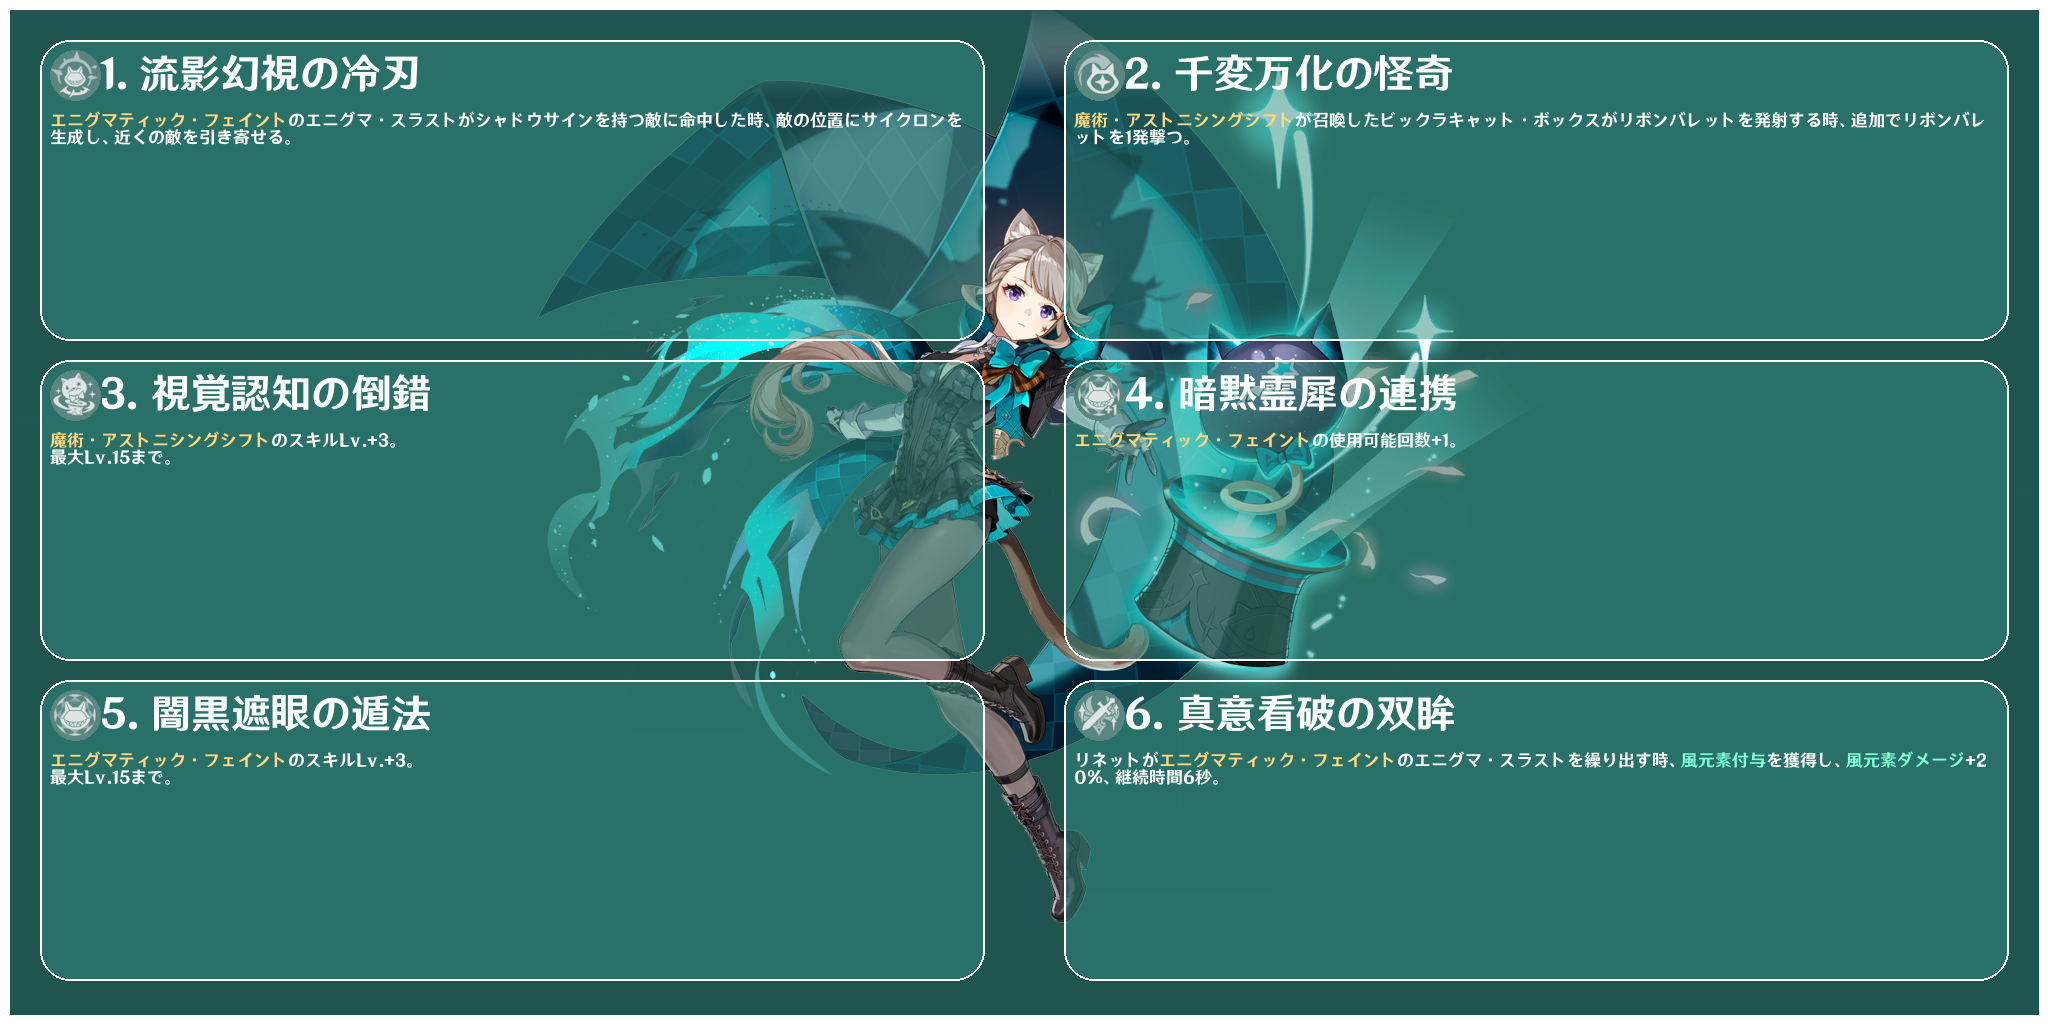 1. 流影幻視の冷刃
エニグマティック・フェイントのエニグマ・スラストがシャドウサインを持つ敵に命中した時、敵の位置にサイクロンを
生成し、近くの敵を引き寄せる。
2. 千変万化の怪奇
魔術・アストニシングシフトが召喚したビックラキャット・ボックスがリボンバレットを発射する時、追加でリボンバレ
ットを1発撃つ。
3. 視覚認知の倒錯
魔術・アストニシングシフトのスキルLv.+3。
最大Lv.15まで。
4. 暗黙霊犀の連携
エニグマティック・フェイントの使用可能回数+1。
+1
5. 闇黒遮眼の遁法
エニグマティック・フェイントのスキルLv.+3。
最大Lv.15まで。
6. 真意看破の双眸
リネットがエニグマティック・フェイントのエニグマ・スラストを繰り出す時、風元素付与を獲得し、風元素ダメージ+2
0%、継続時間6秒。